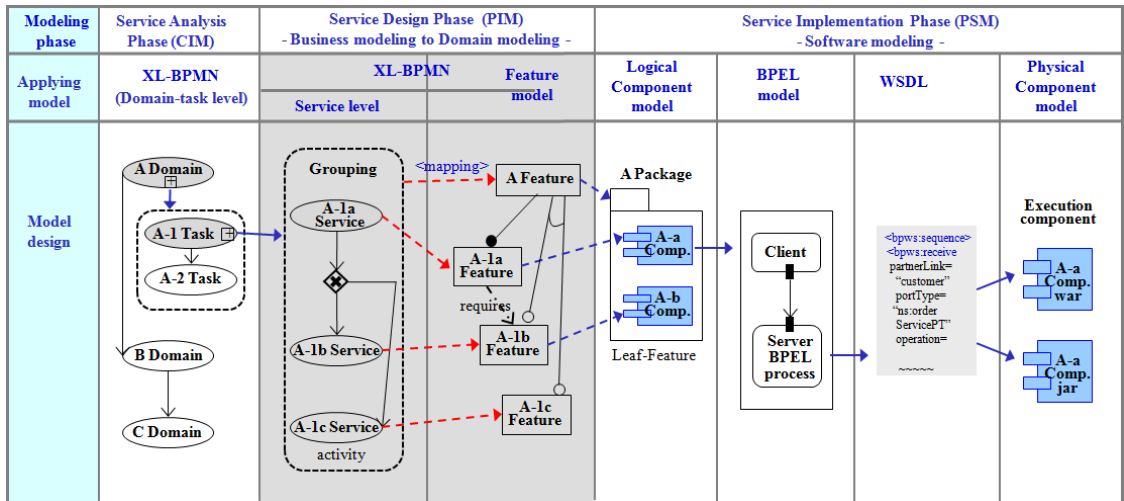 Modeling
phase
Service Analysis
Phase (CIM)
Service Design Phase (PIM)
- Business modeling to Domain modeling -
Service Implementation Phase (PSM)
- Software modeling -
Applying
model
XL-BPMN
(Domain-task level)
XL-BPMN
Service level
Feature
model
Logical
Component
model
BPEL
model
WSDL
Physical
Component
model
Model
design
A Domain
A-1 Task
A-2 Task
B Domain
C Domain
Grouping
A-1a
Service
A-1b Service
A-1c Service
activity
<mapping>
A Feature
A-1a
Feature
requires
A-1b
Feature
A-1c
Feature
A Package
A-a
Comp.
A-b
Comp.
Leaf-Feature
Client
Server
BPEL
process
<bpws:sequence>
<bpws:receive
partnerLink=
“customer”
portType=
“ns:order
ServicePT”
operation=
~~~~~
Execution
component
A-a
Comp.
war
A-a
Comp.
jar